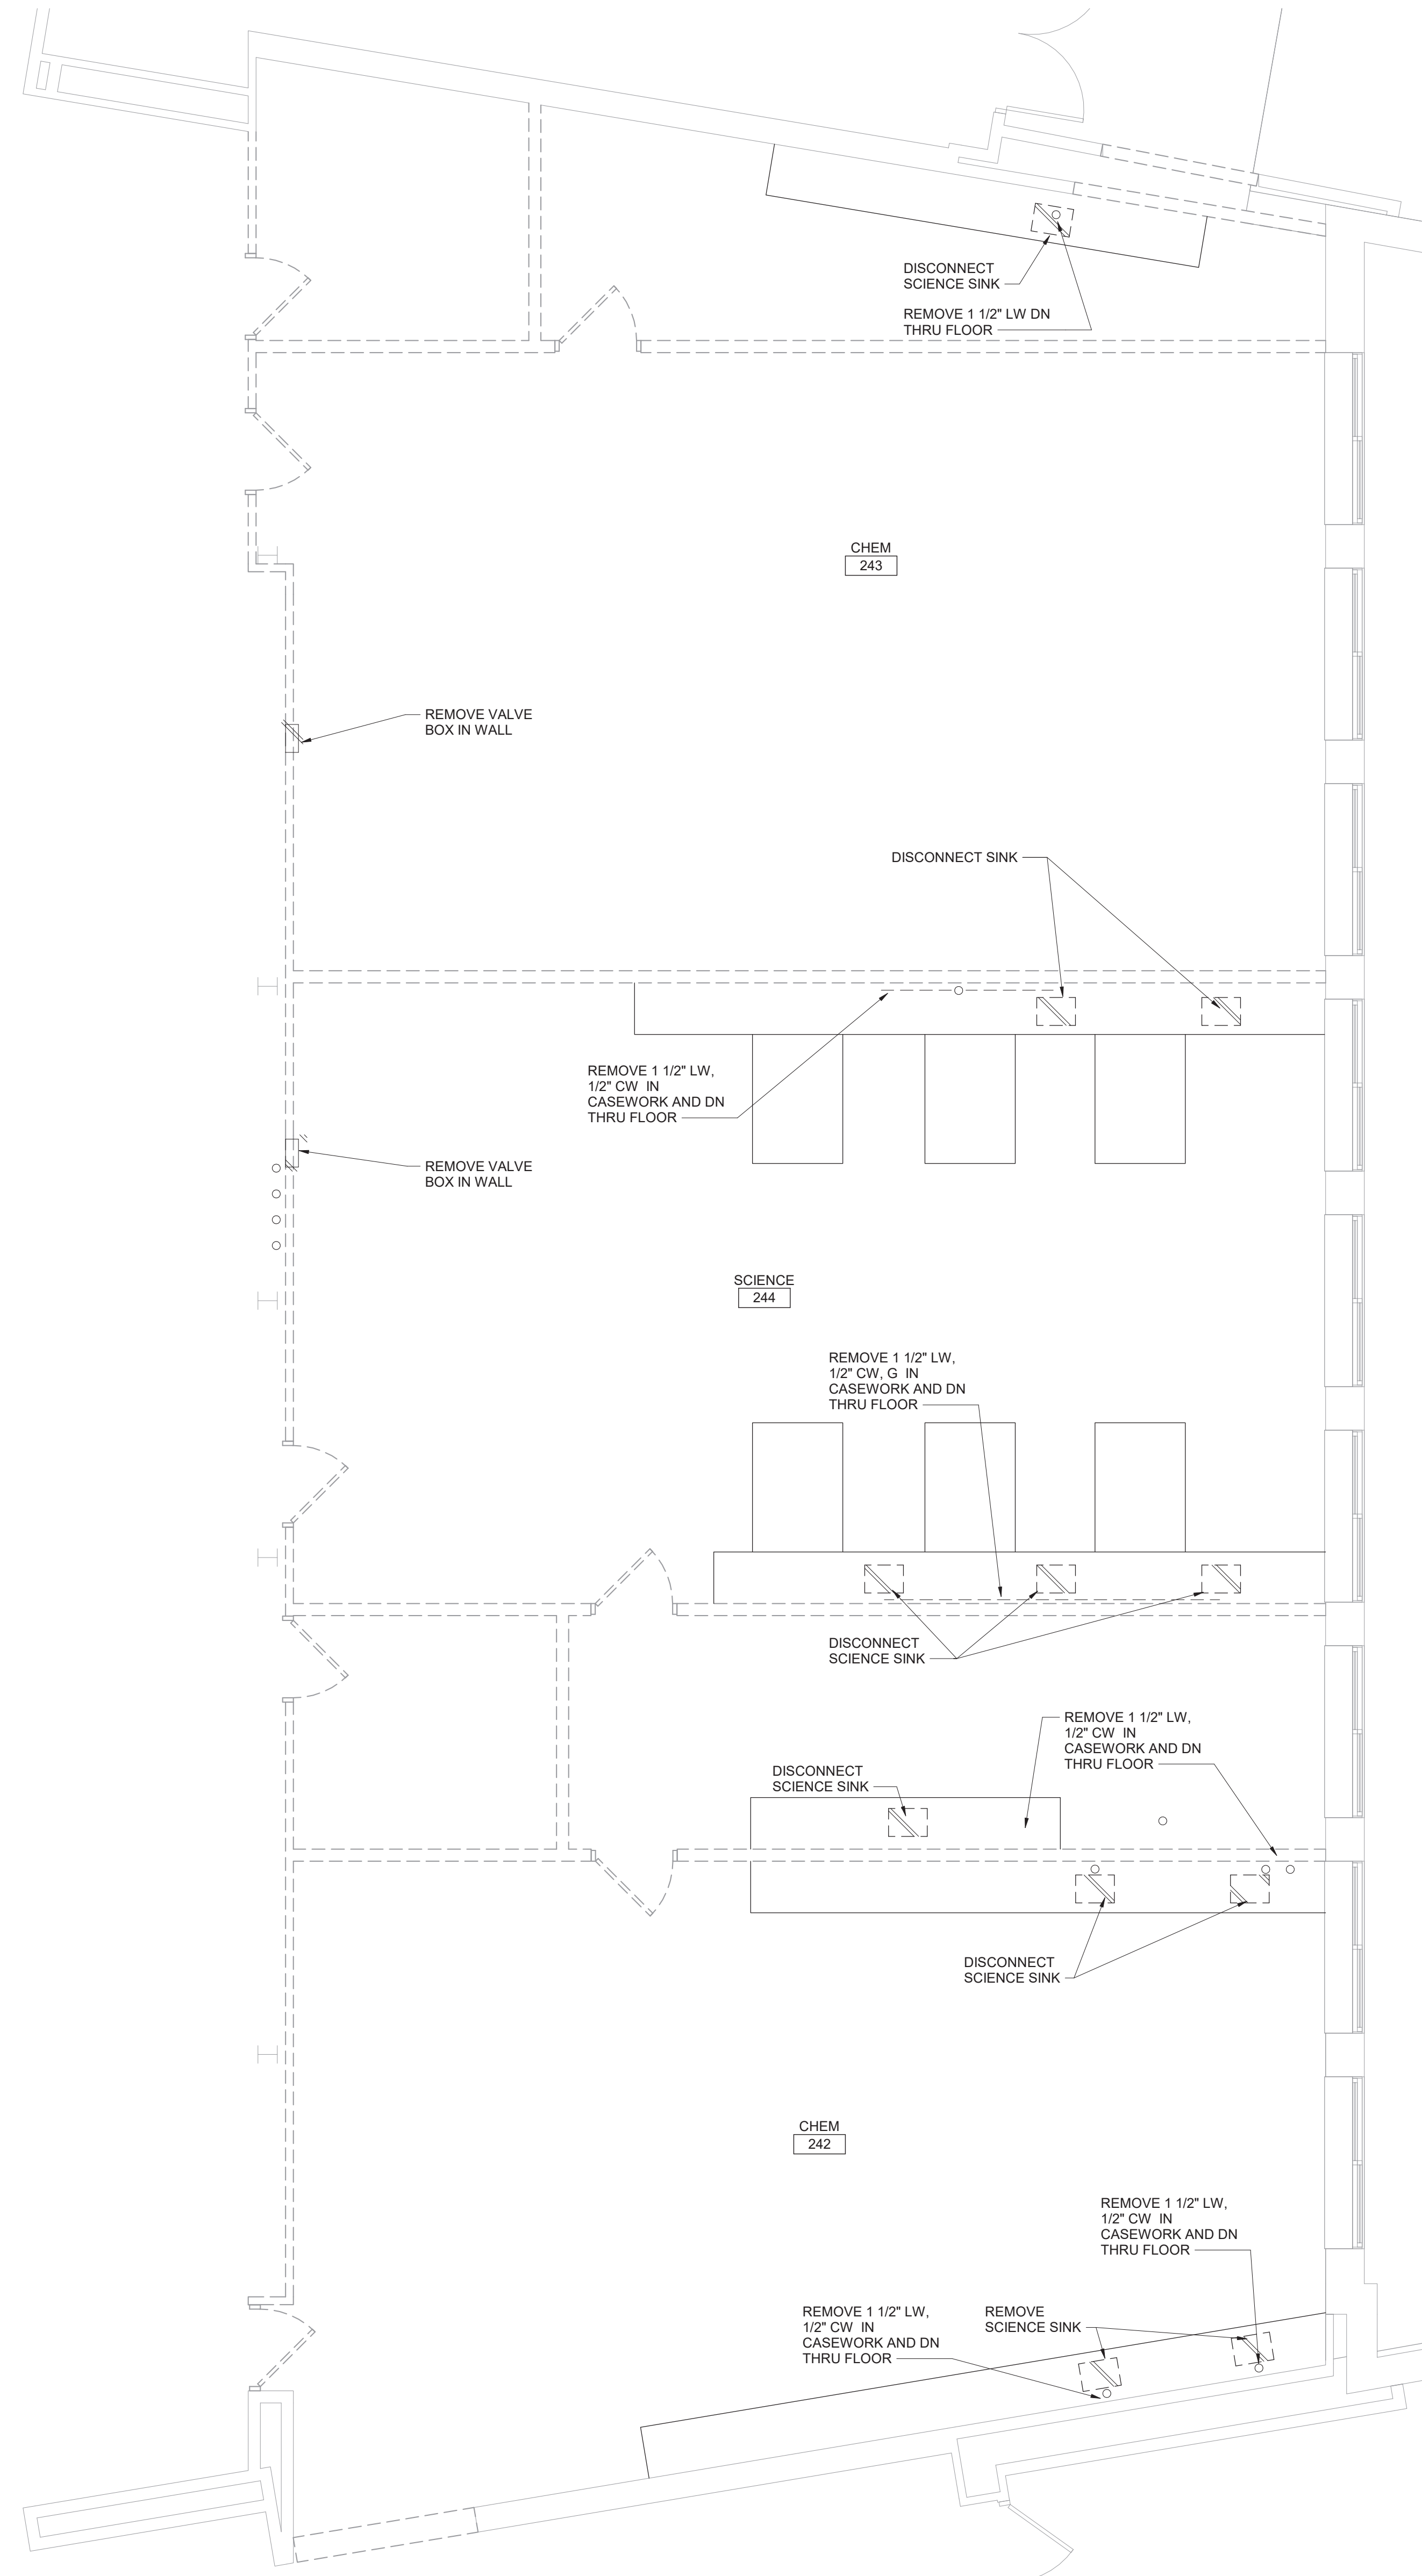 DISCONNECT
SCIENCE SINK
REMOVE 1 1/2" LW DN
THRU FLOOR
CHEM
243
REMOVE VALVE
BOX IN WALL
DISCONNECT SINK
REMOVE 1 1/2" LW,
1/2" CW IN
CASEWORK AND DN
THRU FLOOR
REMOVE VALVE
BOX IN WALL
SCIENCE
244
REMOVE 1 1/2" LW,
1/2" CW, G IN
CASEWORK AND DN
THRU FLOOR
DISCONNECT
SCIENCE SINK
REMOVE 1 1/2" LW,
1/2" CW IN
CASEWORK AND DN
THRU FLOOR
DISCONNECT
SCIENCE SINK
DISCONNECT
SCIENCE SINK
CHEM
242
REMOVE 1 1/2" LW,
1/2" CW IN
CASEWORK AND DN
THRU FLOOR
REMOVE 1 1/2" LW,
1/2" CW IN
CASEWORK AND DN
THRU FLOOR
REMOVE
SCIENCE SINK